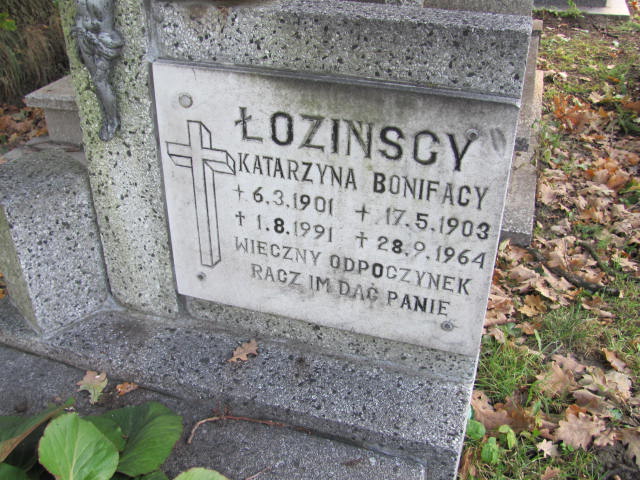 ŁOZINSCY
KATARZYNA BONIFACY
+ 6.3.1901 + 17.5.1903
+ 1.8.1991 + 28.9.1964
WIECZNY ODPOCZYNEK
RACZ IM DAĆ PANIE